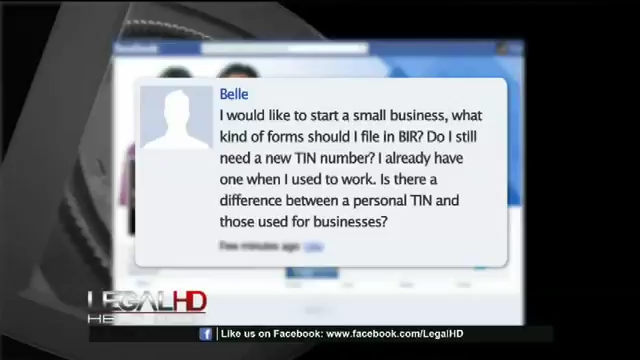 Belle
I would like to start a small business, what
kind of forms should I file in BIR? Do I still
need a new TIN number? I already have
one when I used to work. Is there a
difference between a personal TIN and
those used for businesses?
Few minutes ago Like
LEGALHD
f Like us on Facebook: www.facebook.com/LegalHD